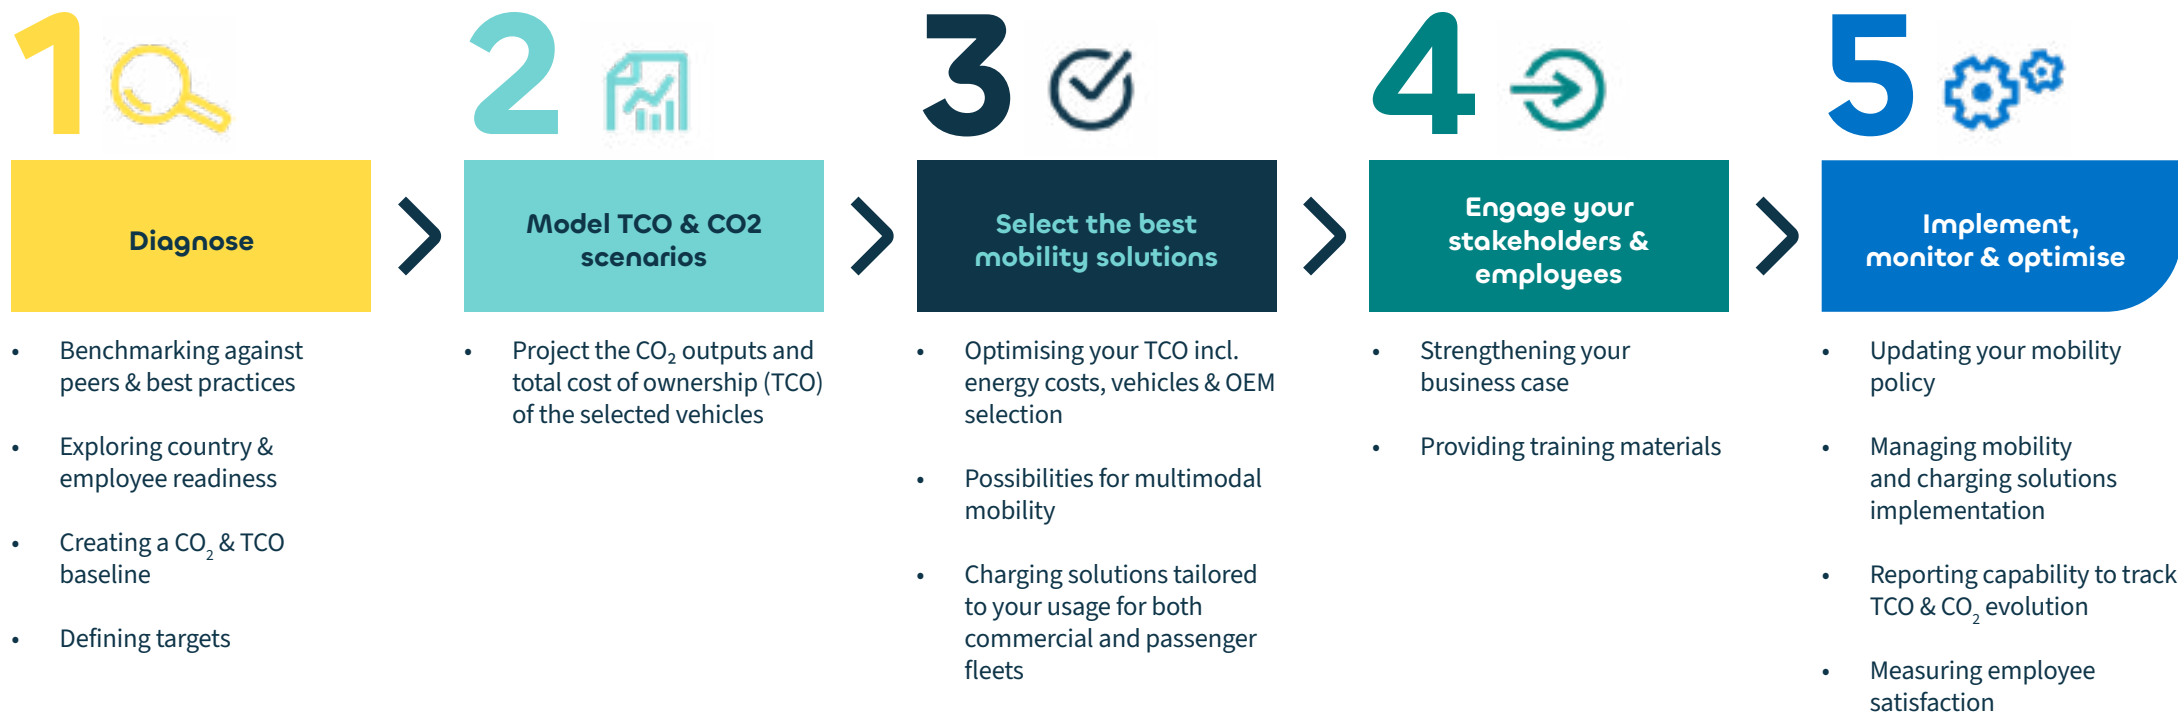 1
Diagnose
• Benchmarking against
peers & best practices
• Exploring country &
employee readiness
• Creating a CO₂ & TCO
baseline
• Defining targets
2
Model TCO & CO2
scenarios
• Project the CO₂ outputs and
total cost of ownership (TCO)
of the selected vehicles
3
Select the best
mobility solutions
• Optimising your TCO incl.
energy costs, vehicles & OEM
selection
• Possibilities for multimodal
mobility
• Charging solutions tailored
to your usage for both
commercial and passenger
fleets
4
Engage your
stakeholders &
employees
• Strengthening your
business case
• Providing training materials
5
Implement,
monitor & optimise
• Updating your mobility
policy
• Managing mobility
and charging solutions
implementation
• Reporting capability to track
TCO & CO₂ evolution
• Measuring employee
satisfaction